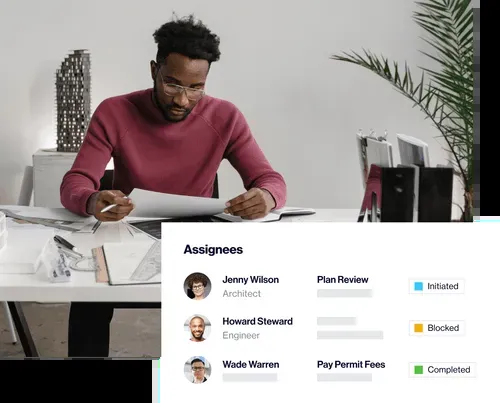 Assignees
Jenny Wilson
Architect
Plan Review
Initiated
Howard Steward
Engineer
Blocked
Wade Warren
Pay Permit Fees
Completed